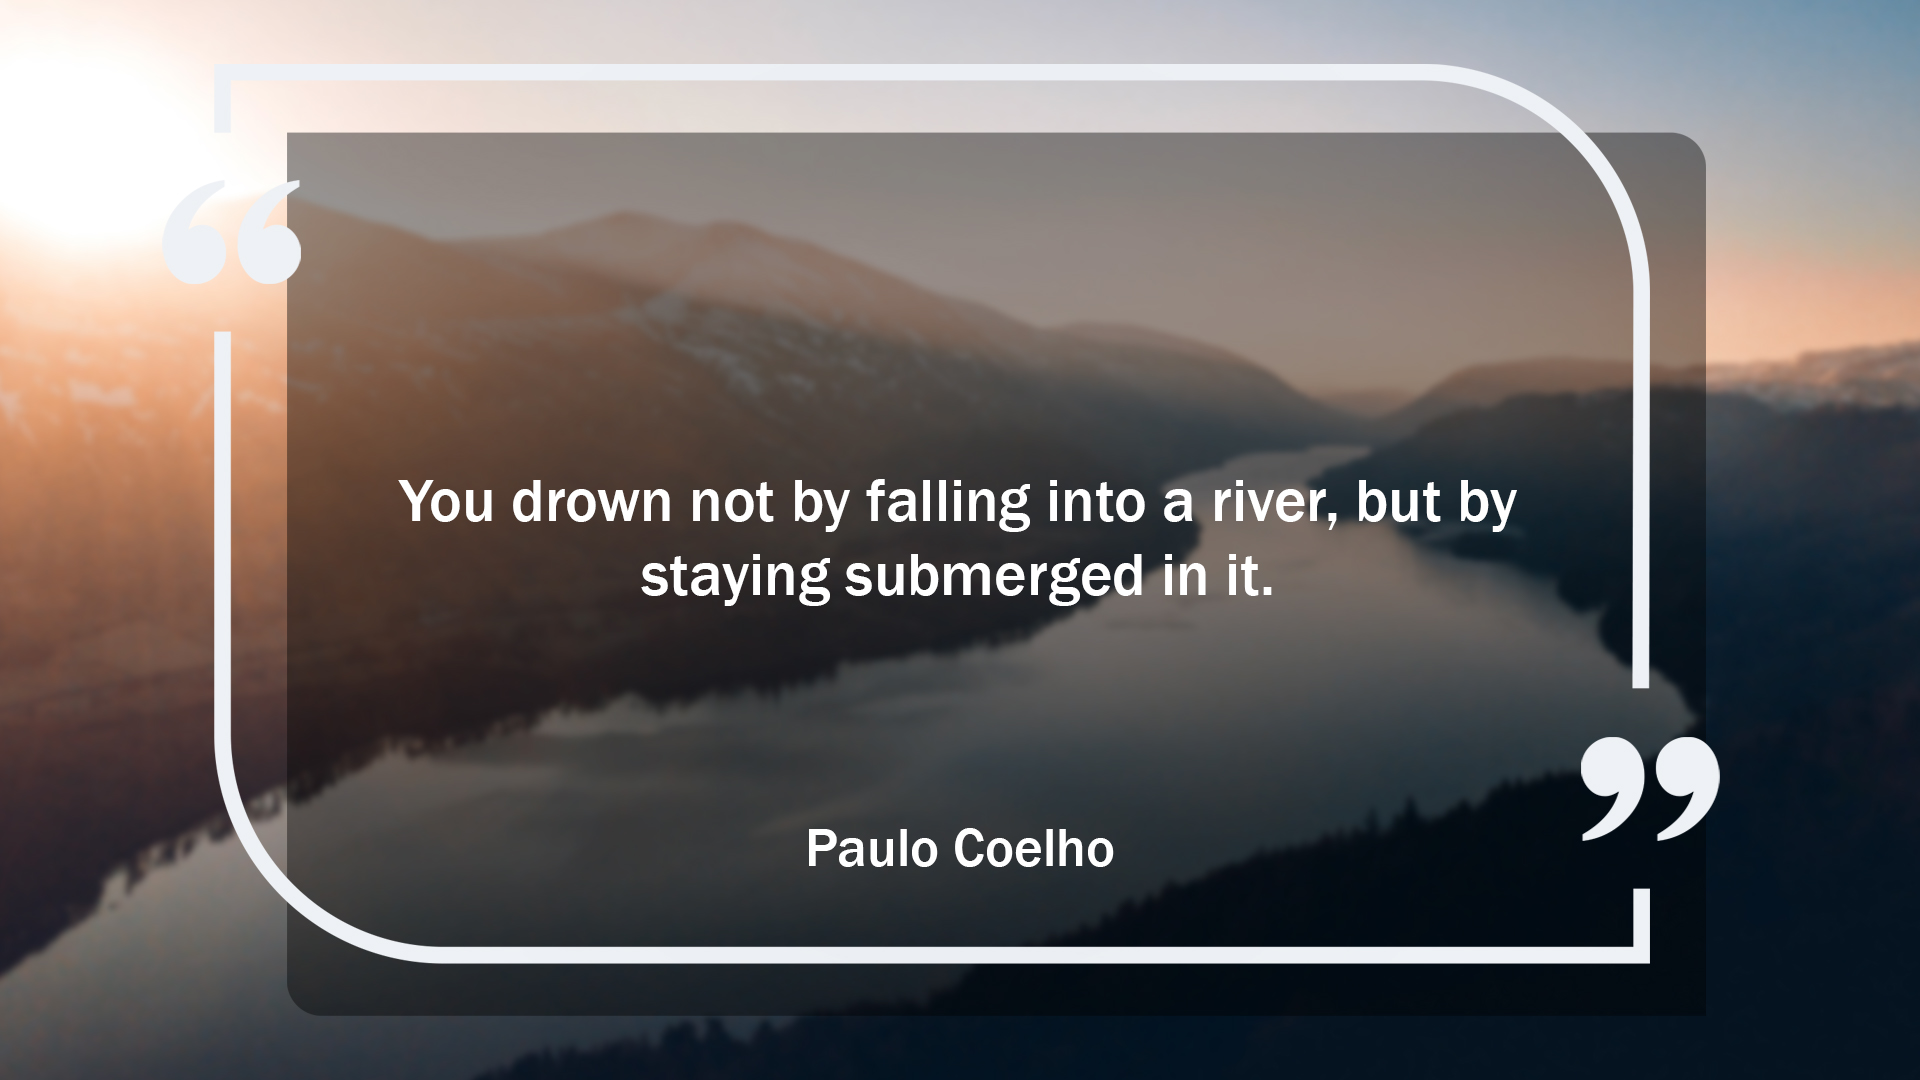 “
You drown not by falling into a river, but by
staying submerged in it.
”
Paulo Coelho